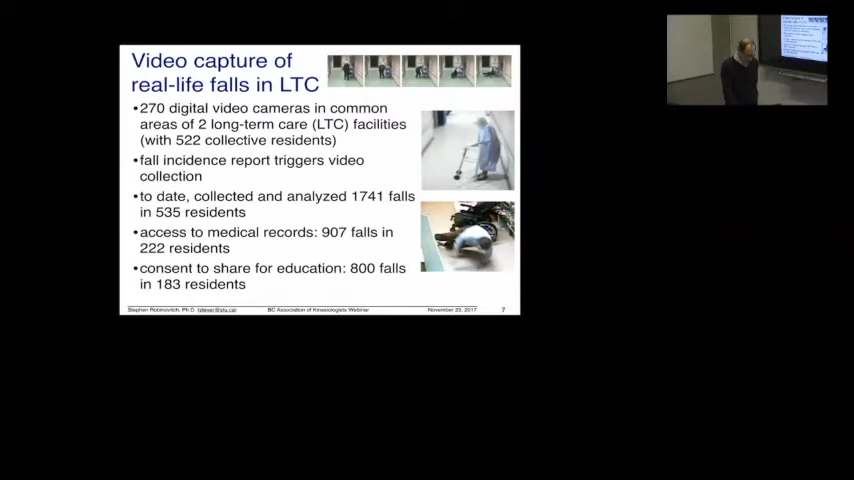 Video capture of
real-life falls in LTC
•270 digital video cameras in common
areas of 2 long-term care (LTC) facilities
(with 522 collective residents)
•fall incidence report triggers video
collection
•to date, collected and analyzed 1741 falls
in 535 residents
•access to medical records: 907 falls in
222 residents
•consent to share for education: 800 falls
in 183 residents
Stephen Robinovitch, Ph.D. (stever@sfu.ca) BC Association of Kinesiologists Webinar November 23, 2017 7